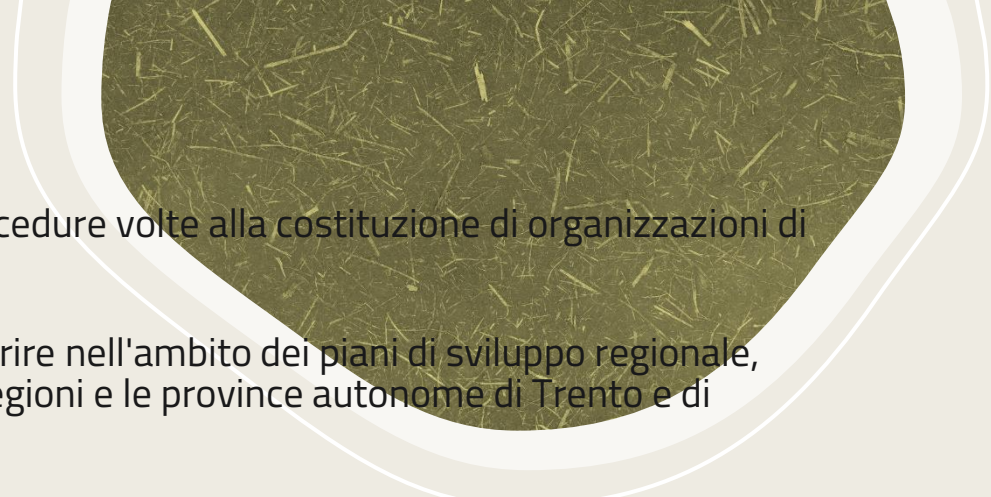 cedure volte alla costituzione di organizzazioni di
rire nell'ambito dei piani di sviluppo regionale,
egioni e le province autonome di Trento e di